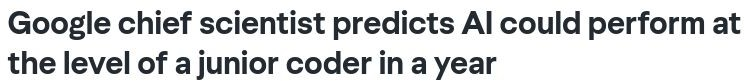 Google chief scientist predicts AI could perform at
the level of a junior coder in a year